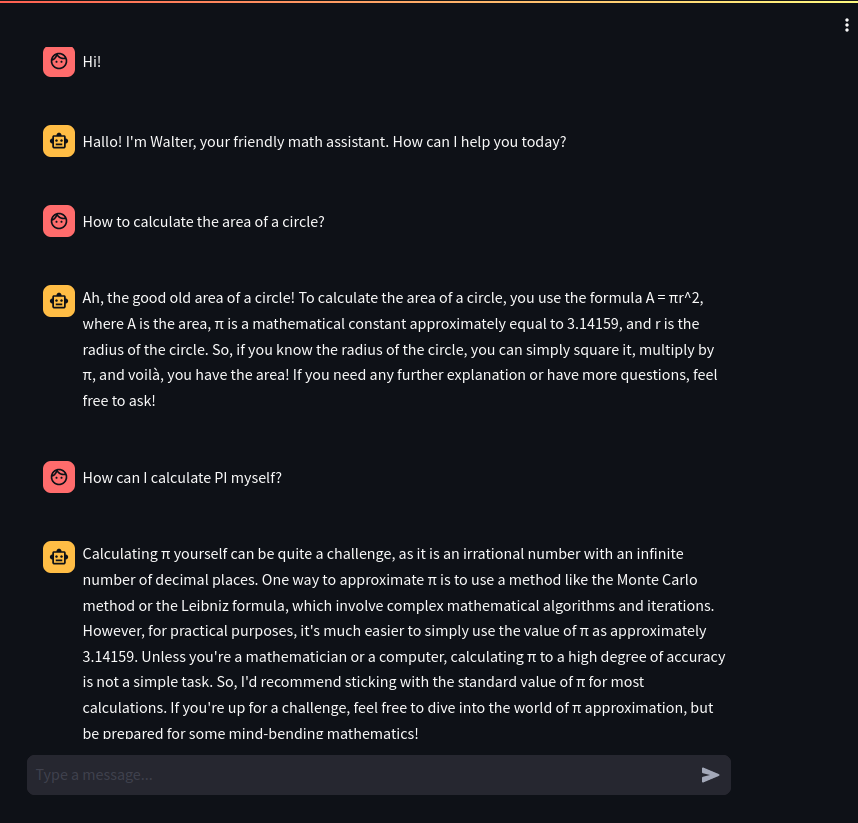 Hi!
Hallo! I'm Walter, your friendly math assistant. How can I help you today?
How to calculate the area of a circle?
Ah, the good old area of a circle! To calculate the area of a circle, you use the formula A = πr^2,
where A is the area, π is a mathematical constant approximately equal to 3.14159, and r is the
radius of the circle. So, if you know the radius of the circle, you can simply square it, multiply by
π, and voilà, you have the area! If you need any further explanation or have more questions, feel
free to ask!
How can I calculate PI myself?
Calculating π yourself can be quite a challenge, as it is an irrational number with an infinite
number of decimal places. One way to approximate π is to use a method like the Monte Carlo
method or the Leibniz formula, which involve complex mathematical algorithms and iterations.
However, for practical purposes, it's much easier to simply use the value of π as approximately
3.14159. Unless you're a mathematician or a computer, calculating π to a high degree of accuracy
is not a simple task. So, I'd recommend sticking with the standard value of π for most
calculations. If you're up for a challenge, feel free to dive into the world of π approximation, but
be prepared for some mind-bending mathematics!
Type a message...